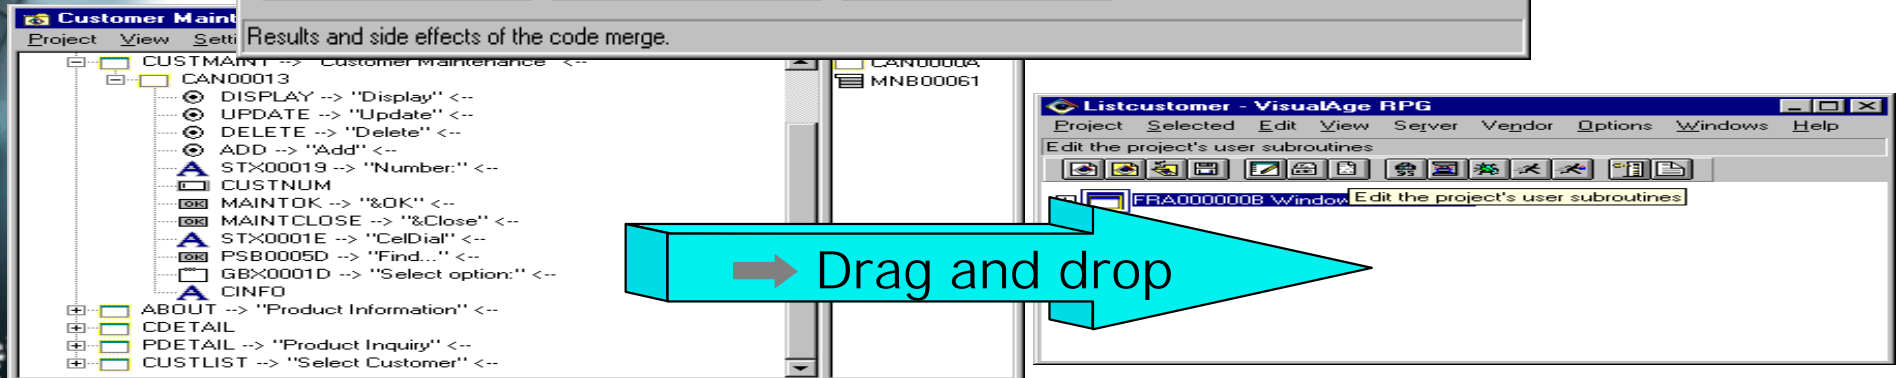 Results and side effects of the code merge.
Customer Maint
Project View Setti
CUSTMAINT --> "Customer Maintenance" <--
CAN00013
DISPLAY --> "Display" <--
UPDATE --> "Update" <--
DELETE --> "Delete" <--
ADD --> "Add" <--
STX00019 --> "Number:" <--
CUSTNUM
MAINTOK --> "&OK" <--
MAINTCLOSE --> "&Close" <--
STX0001E --> "CelDial" <--
PSB0005D --> "Find..." <--
GBX0001D --> "Select option:" <--
CINFO
ABOUT --> "Product Information" <--
CDETAIL
PDETAIL --> "Product Inquiry" <--
CUSTLIST --> "Select Customer" <--
CAN0000A
MNB00061
Drag and drop
Listcustomer - VisualAge RPG
Project Selected Edit View Server Vendor Options Windows Help
Edit the project's user subroutines
FRA000000B Window
Edit the project's user subroutines